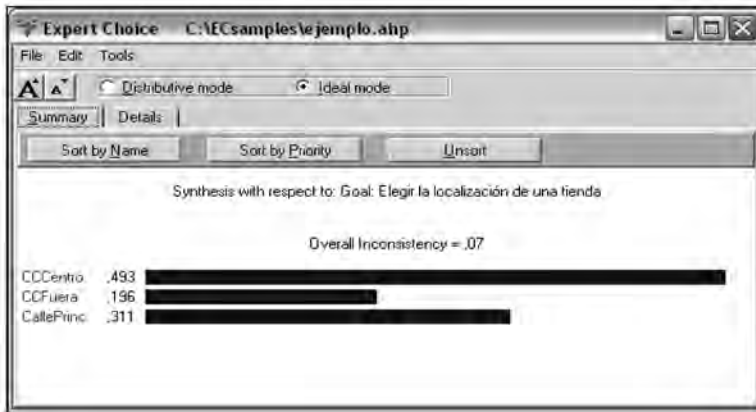 Expert Choice C:\ECsamples\ejemplo.ahp
File Edit Tools
A A Distributive mode Ideal mode
Summary Details
Sort by Name Sort by Priority Unsort
Synthesis with respect to: Goal: Elegir la localización de una tienda
Overall Inconsistency = ,07
CCCentro ,493
CCFuera ,196
CallePrinc ,311